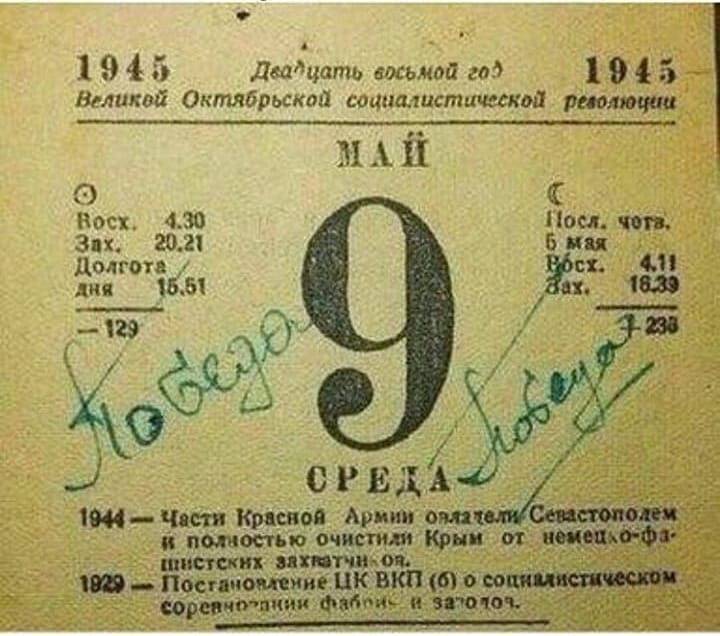 1945 Двадцать восьмой год 1945
Великой Октябрьской социалистической революции
МАЙ
Восх. 4.30
Зах. 20.21
Долгота
дня 15.51
— 129
9
Посл. четв.
5 мая
Восх. 4.11
Зах. 16.39
+ 236
Победа
Победа
СРЕДА
1944 — Части Красной Армии овладели Севастополем
и полностью очистили Крым от немецко-фа-
шистских захватчиков.
1929 — Постановление ЦК ВКП (б) о социалистическом
соревновании фабрик и заводов.